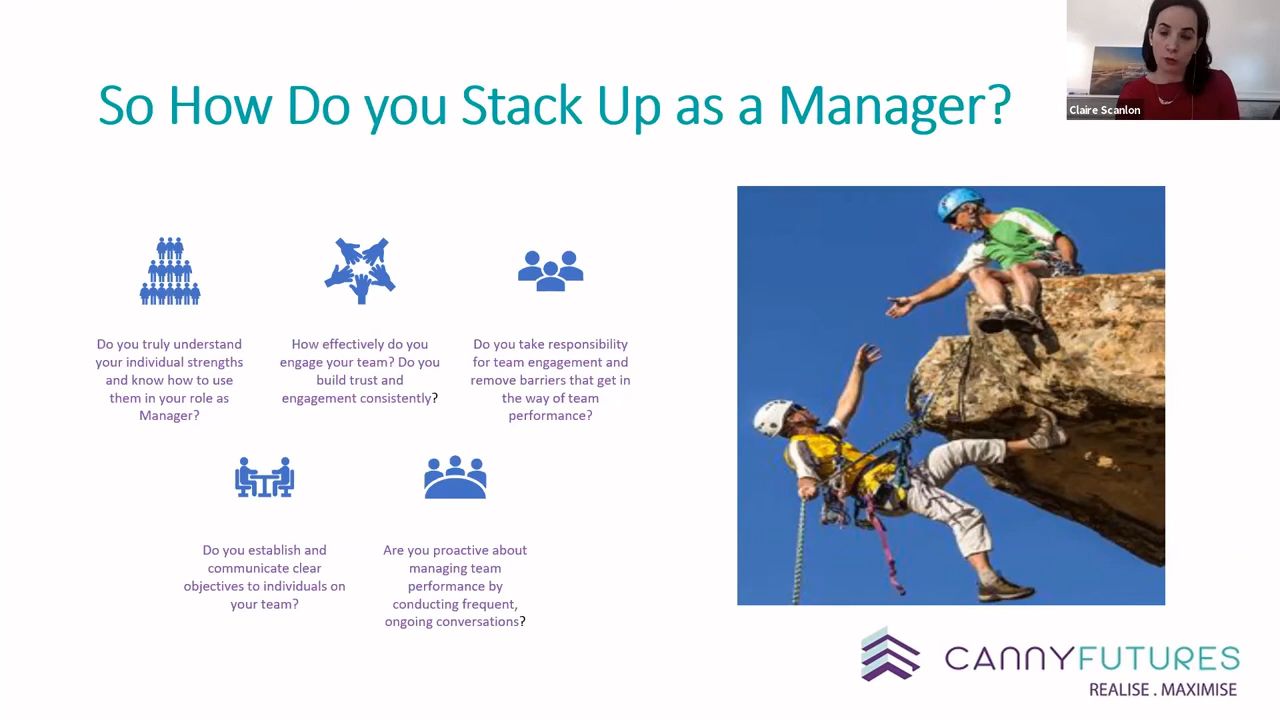 So How Do you Stack Up as a Manager?
Claire Scanlon
Do you truly understand
your individual strengths
and know how to use
them in your role as
Manager?
How effectively do you
engage your team? Do you
build trust and
engagement consistently?
Do you take responsibility
for team engagement and
remove barriers that get in
the way of team
performance?
Do you establish and
communicate clear
objectives to individuals on
your team?
Are you proactive about
managing team
performance by
conducting frequent,
ongoing conversations?
CANNYFUTURES
REALISE . MAXIMISE